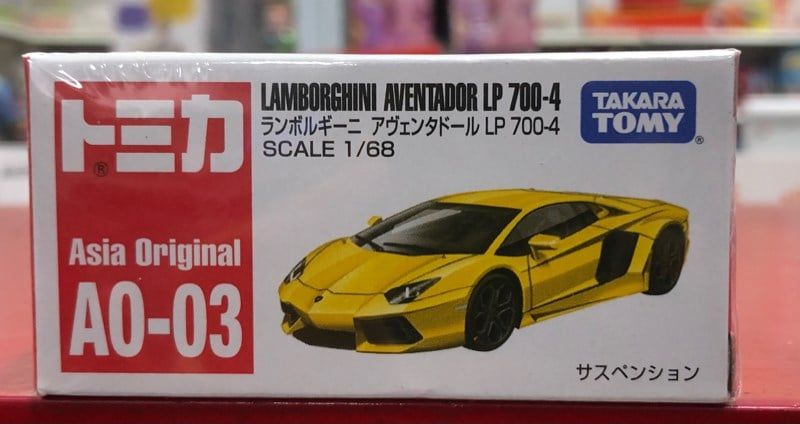 トミカ
®
Asia Original
AO-03
LAMBORGHINI AVENTADOR LP 700-4
ランボルギーニ アヴェンタドール LP 700-4
SCALE 1/68
TAKARA
TOMY
®
サスペンション